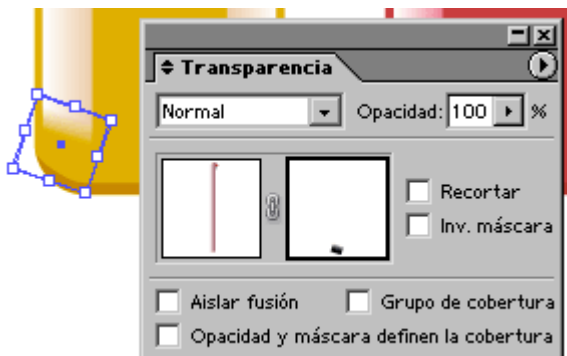 Transparencia
Normal Opacidad: 100 %
Recortar
Inv. máscara
Aislar fusión Grupo de cobertura
Opacidad y máscara definen la cobertura